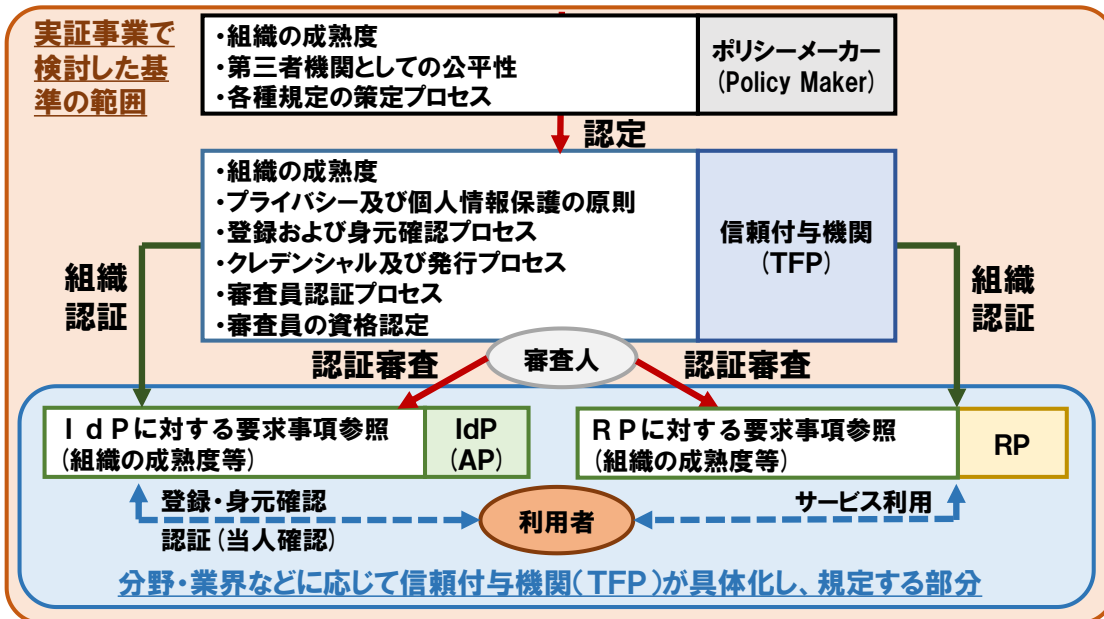 実証事業で
検討した基
準の範囲
・組織の成熟度
・第三者機関としての公平性
・各種規定の策定プロセス
ポリシーメーカー
(Policy Maker)
認定
・組織の成熟度
・プライバシー及び個人情報保護の原則
・登録および身元確認プロセス
・クレデンシャル及び発行プロセス
・審査員認証プロセス
・審査員の資格認定
信頼付与機関
(TFP)
組織
認証
組織
認証
認証審査
審査人
認証審査
IdPに対する要求事項参照
(組織の成熟度等)
IdP
(AP)
RPに対する要求事項参照
(組織の成熟度等)
RP
登録・身元確認
認証(当人確認)
利用者
サービス利用
分野・業界などに応じて信頼付与機関(TFP)が具体化し、規定する部分